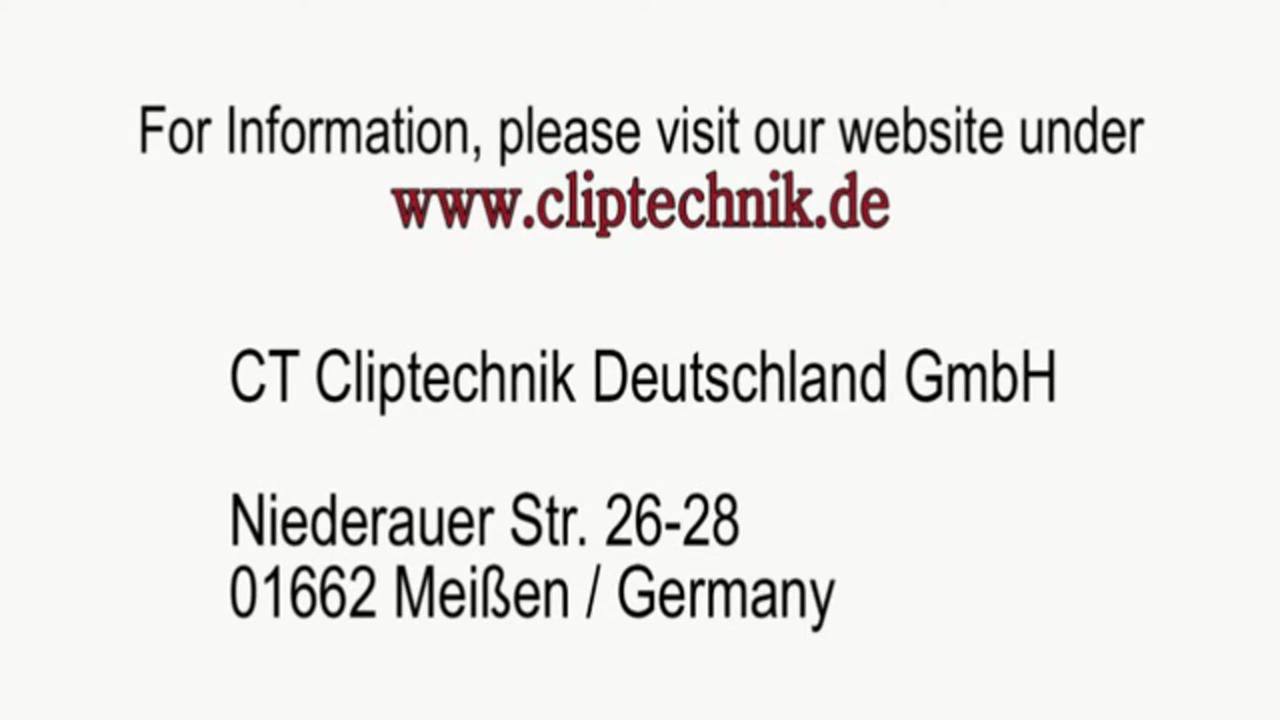 For Information, please visit our website under
www.cliptechnik.de
CT Cliptechnik Deutschland GmbH
Niederauer Str. 26-28
01662 Meißen / Germany